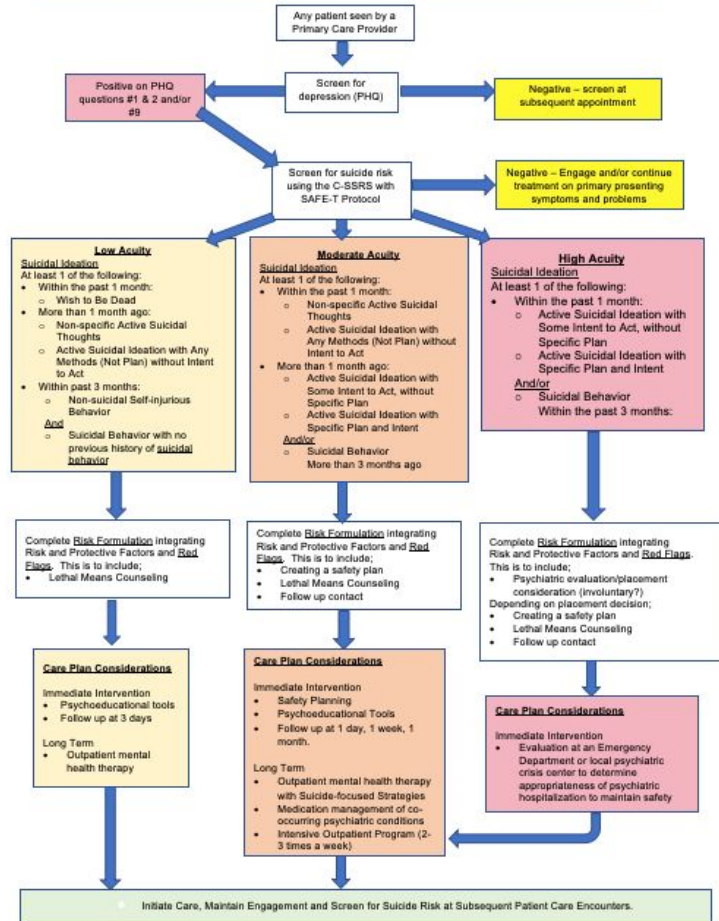 Any patient seen by a
Primary Care Provider
Positive on PHQ
questions #1 & 2 and/or
#9
Screen for
depression (PHQ)
Negative – screen at
subsequent appointment
Screen for suicide risk
using the C-SSRS with
SAFE-T Protocol
Negative – Engage and/or continue
treatment on primary presenting
symptoms and problems
Low Acuity
Suicidal Ideation
At least 1 of the following:
• Within the past 1 month:
o Wish to Be Dead
• More than 1 month ago:
o Non-specific Active Suicidal
Thoughts
o Active Suicidal Ideation with Any
Methods (Not Plan) without Intent
to Act
• Within past 3 months:
o Non-suicidal Self-injurious
Behavior
And
o Suicidal Behavior with no
previous history of suicidal
behavior
Moderate Acuity
Suicidal Ideation
At least 1 of the following:
• Within the past 1 month:
o Non-specific Active Suicidal
Thoughts
o Active Suicidal Ideation with
Any Methods (Not Plan) without
Intent to Act
• More than 1 month ago:
o Active Suicidal Ideation with
Some Intent to Act, without
Specific Plan
o Active Suicidal Ideation with
Specific Plan and Intent
And/or
o Suicidal Behavior
More than 3 months ago
High Acuity
Suicidal Ideation
At least 1 of the following:
• Within the past 1 month:
o Active Suicidal Ideation with
Some Intent to Act, without
Specific Plan
o Active Suicidal Ideation with
Specific Plan and Intent
And/or
o Suicidal Behavior
Within the past 3 months:
Complete Risk Formulation integrating
Risk and Protective Factors and Red
Flags. This is to include;
• Lethal Means Counseling
Complete Risk Formulation integrating
Risk and Protective Factors and Red
Flags. This is to include;
• Creating a safety plan
• Lethal Means Counseling
• Follow up contact
Complete Risk Formulation integrating
Risk and Protective Factors and Red Flags.
This is to include;
• Psychiatric evaluation/placement
consideration (involuntary?)
Depending on placement decision;
• Creating a safety plan
• Lethal Means Counseling
• Follow up contact
Care Plan Considerations
Immediate Intervention
• Psychoeducational tools
• Follow up at 3 days
Long Term
• Outpatient mental
health therapy
Care Plan Considerations
Immediate Intervention
• Safety Planning
• Psychoeducational Tools
• Follow up at 1 day, 1 week, 1
month.
Long Term
• Outpatient mental health therapy
with Suicide-focused Strategies
• Medication management of co-
occurring psychiatric conditions
• Intensive Outpatient Program (2-
3 times a week)
Care Plan Considerations
Immediate Intervention
• Evaluation at an Emergency
Department or local psychiatric
crisis center to determine
appropriateness of psychiatric
hospitalization to maintain safety
Initiate Care, Maintain Engagement and Screen for Suicide Risk at Subsequent Patient Care Encounters.